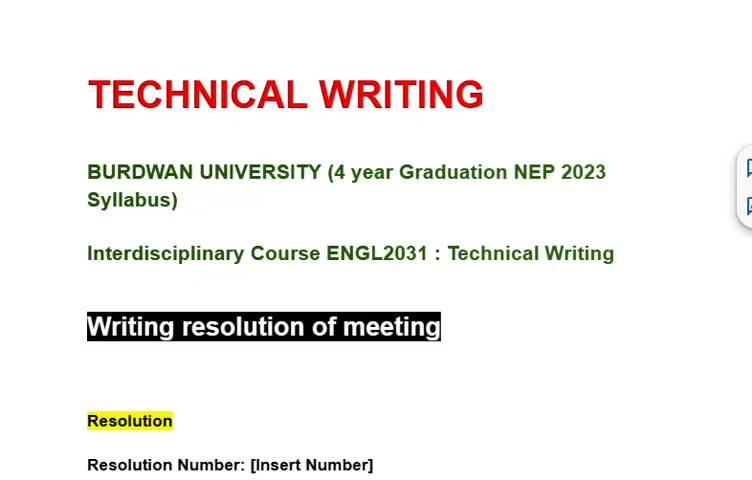 TECHNICAL WRITING
BURDWAN UNIVERSITY (4 year Graduation NEP 2023
Syllabus)
Interdisciplinary Course ENGL2031 : Technical Writing
Writing resolution of meeting
Resolution
Resolution Number: [Insert Number]